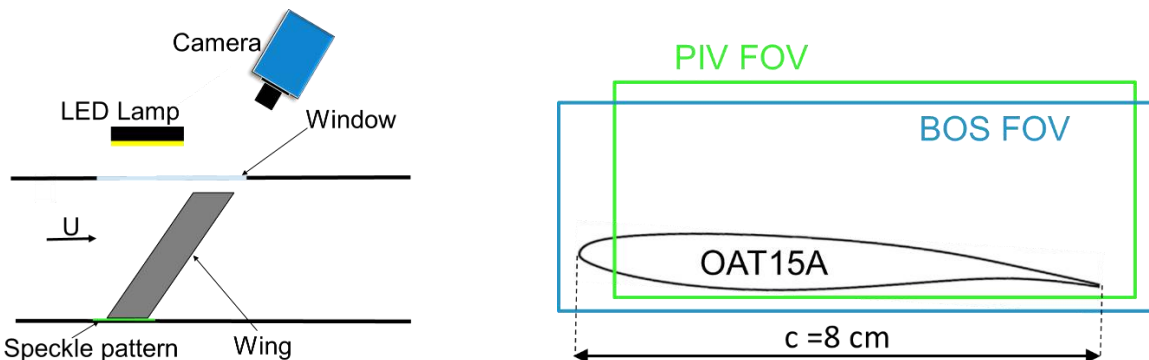 Camera
LED Lamp
Window
U
Speckle pattern
Wing
PIV FOV
BOS FOV
OAT15A
c =8 cm